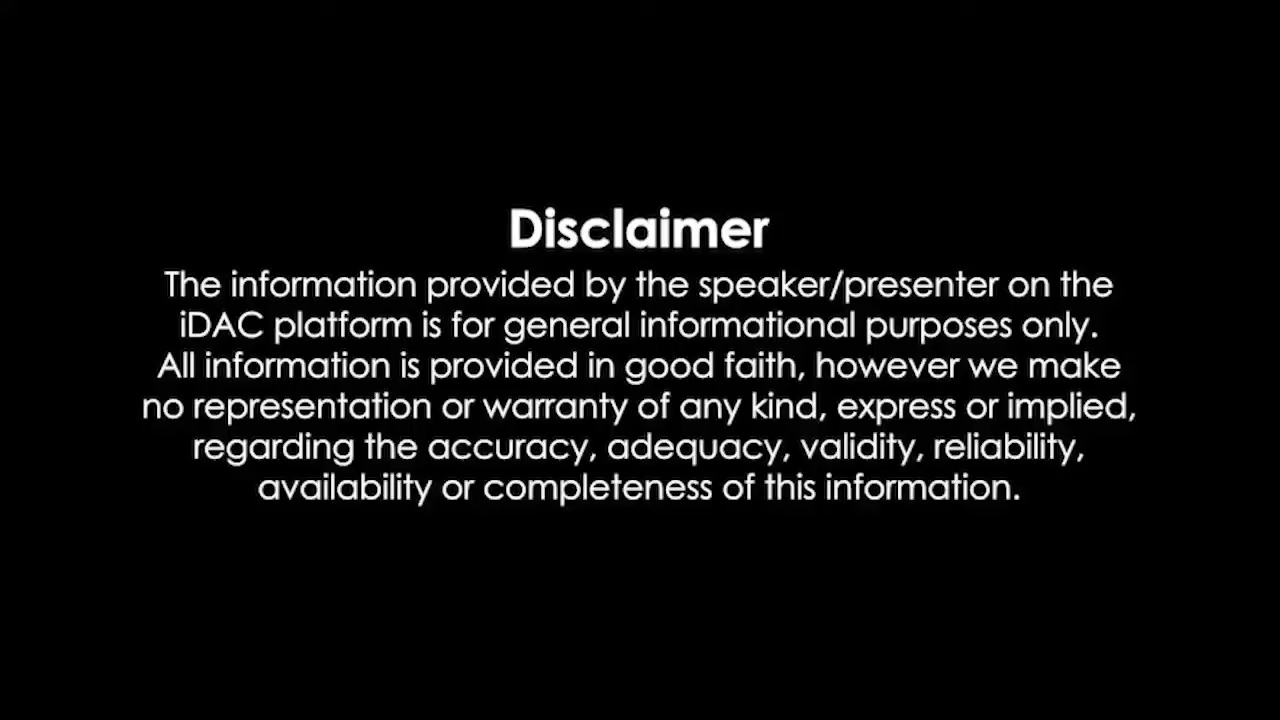 Disclaimer
The information provided by the speaker/presenter on the
iDAC platform is for general informational purposes only.
All information is provided in good faith, however we make
no representation or warranty of any kind, express or implied,
regarding the accuracy, adequacy, validity, reliability,
availability or completeness of this information.